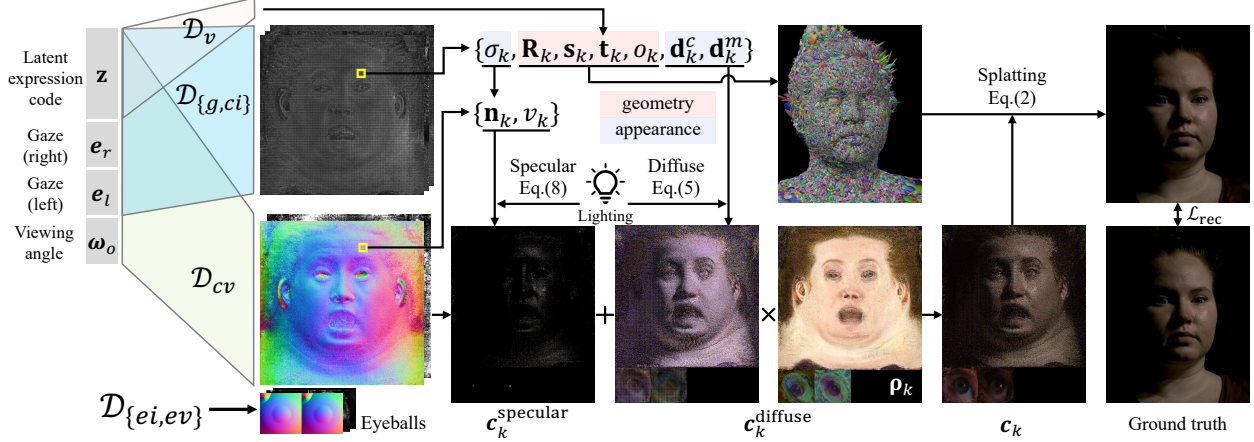 Latent
expression
code
z
Gaze
(right)
e_r
Gaze
(left)
e_l
Viewing
angle
ω_o
𝒟_v
𝒟_{g,ci}
𝒟_{cv}
𝒟_{ei,ev}
Eyeballs
{σ_k, R_k, s_k, t_k, o_k, d_k^c, d_k^m}
{n_k, v_k}
geometry
appearance
Specular
Eq.(8)
Diffuse
Eq.(5)
Lighting
Splatting
Eq.(2)
ℒ_rec
+
×
ρ_k
c_k^specular
c_k^diffuse
c_k
Ground truth